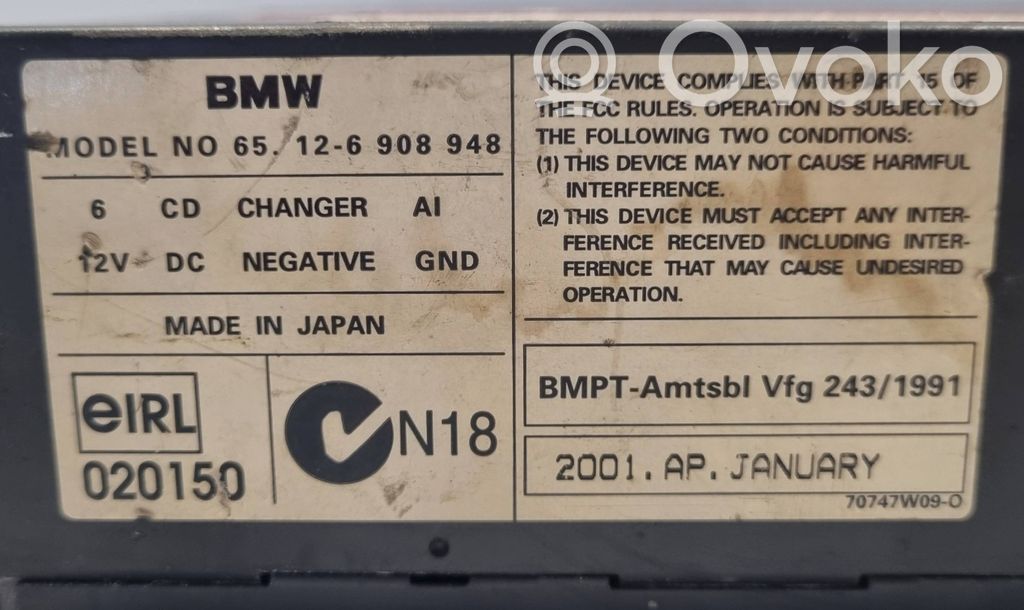 BMW
MODEL NO 65. 12-6 908 948
6 CD CHANGER AI
12V DC NEGATIVE GND
MADE IN JAPAN
eIRL
020150
N18
Ovoko
THIS DEVICE COMPLIES WITH PART 15 OF
THE FCC RULES. OPERATION IS SUBJECT TO
THE FOLLOWING TWO CONDITIONS:
(1) THIS DEVICE MAY NOT CAUSE HARMFUL
INTERFERENCE.
(2) THIS DEVICE MUST ACCEPT ANY INTER-
FERENCE RECEIVED INCLUDING INTER-
FERENCE THAT MAY CAUSE UNDESIRED
OPERATION.
BMPT-Amtsbl Vfg 243/1991
2001. AP. JANUARY
70747W09-O